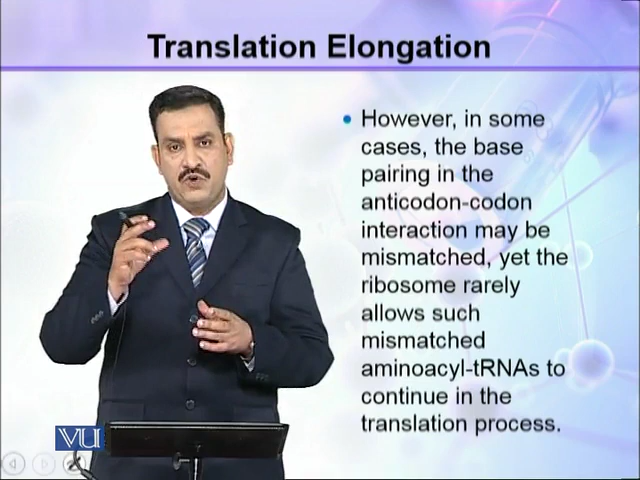 Translation Elongation
However, in some
cases, the base
pairing in the
anticodon-codon
interaction may be
mismatched, yet the
ribosome rarely
allows such
mismatched
aminoacyl-tRNAs to
continue in the
translation process.
VU